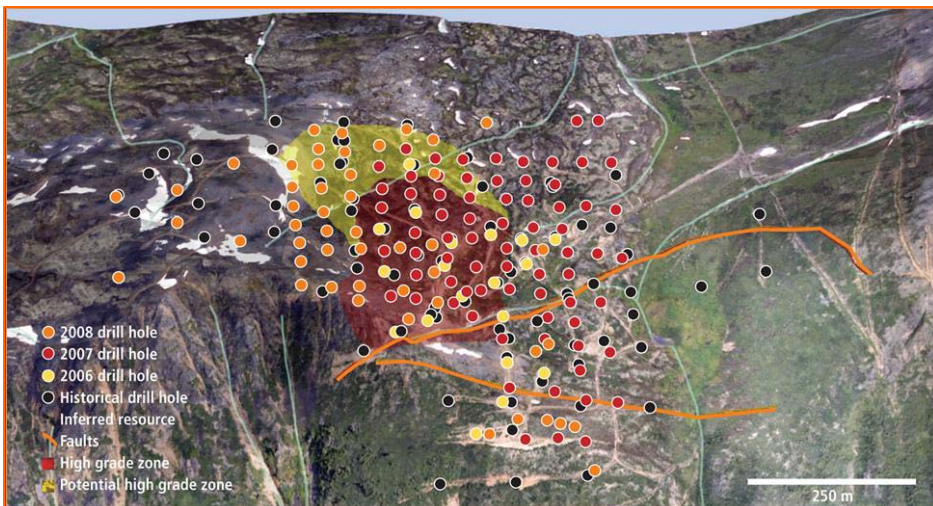 2008 drill hole
2007 drill hole
2006 drill hole
Historical drill hole
Inferred resource
Faults
High grade zone
Potential high grade zone
250 m